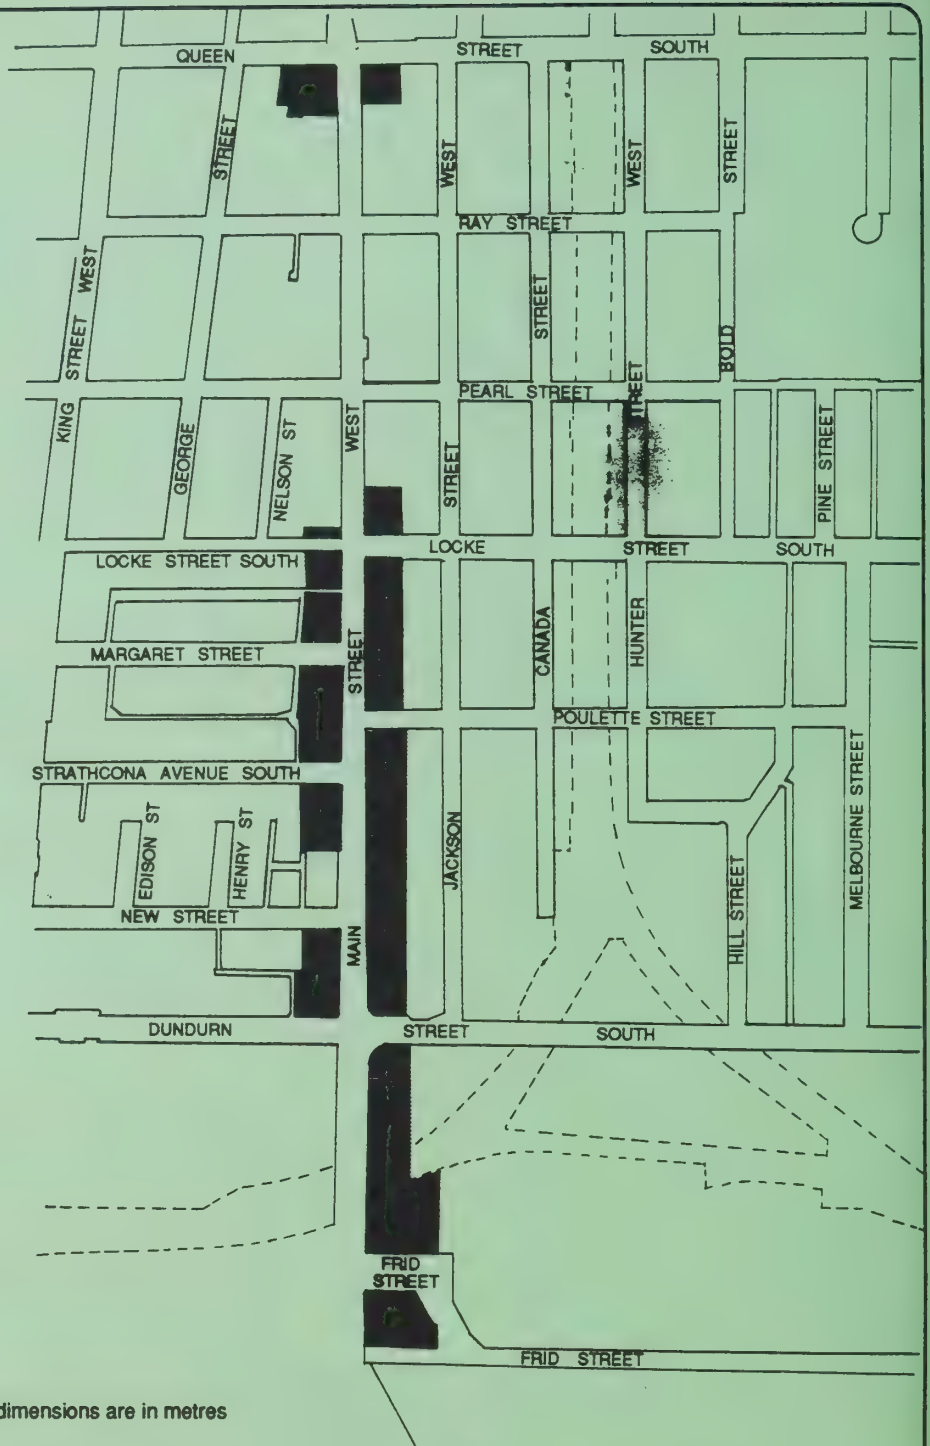 QUEEN STREET SOUTH
STREET
WEST
WEST
STREET
RAY STREET
KING STREET WEST
STREET
BOLD
PEARL STREET
STREET
GEORGE
NELSON ST
WEST
STREET
PINE STREET
LOCKE STREET SOUTH
LOCKE STREET SOUTH
MARGARET STREET
STREET
CANADA
HUNTER
POULETTE STREET
STRATHCONA AVENUE SOUTH
EDISON ST
HENRY ST
JACKSON
MELBOURNE STREET
HILL STREET
NEW STREET
MAIN
DUNDURN STREET SOUTH
FRID
STREET
FRID STREET
dimensions are in metres